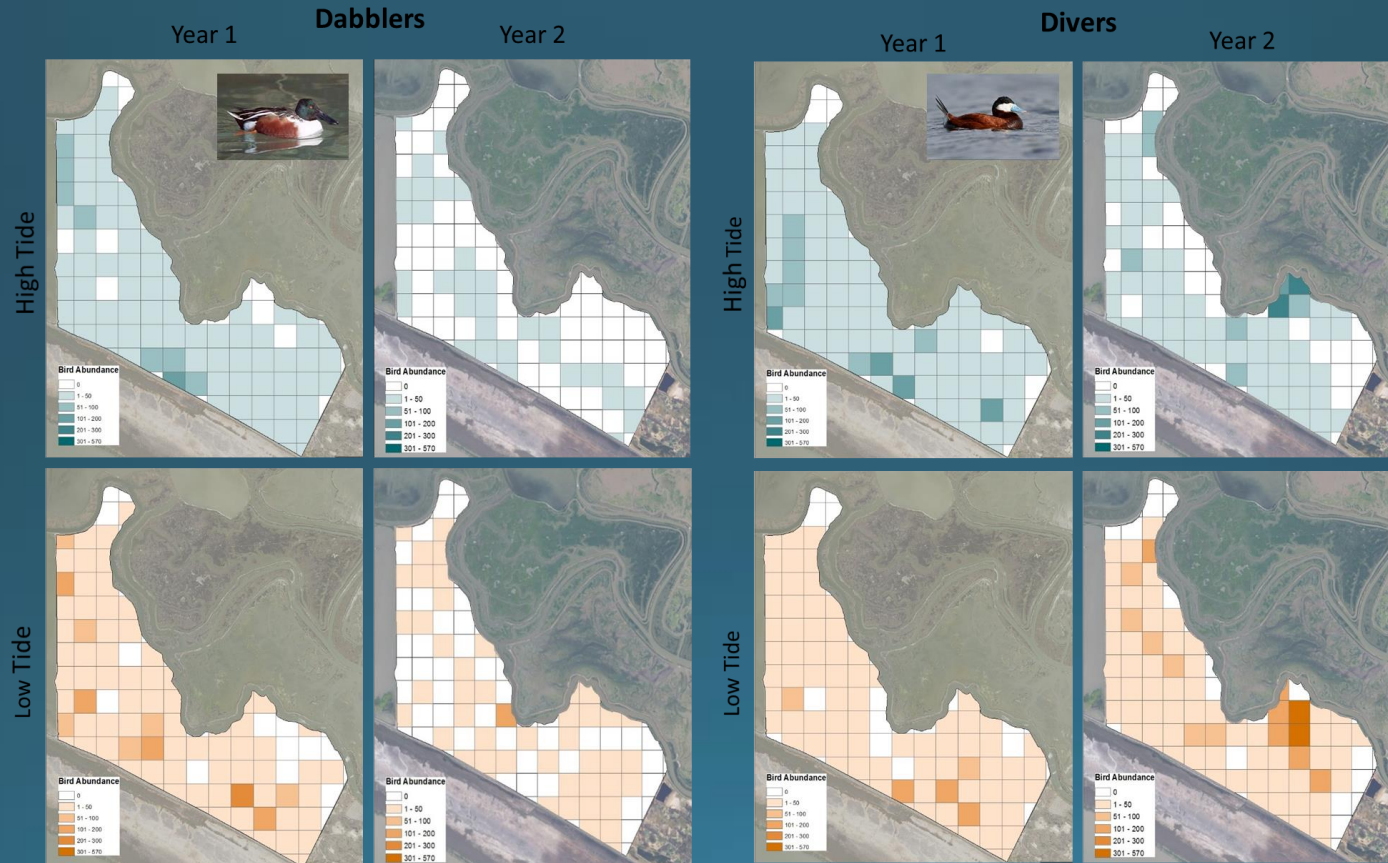 Dabblers
Divers
Year 1
Year 2
Year 1
Year 2
High Tide
Bird Abundance
0
1 - 50
51 - 100
101 - 200
201 - 300
301 - 570
Bird Abundance
0
1 - 50
51 - 100
101 - 200
201 - 300
301 - 570
High Tide
Bird Abundance
0
1 - 50
51 - 100
101 - 200
201 - 300
301 - 570
Bird Abundance
0
1 - 50
51 - 100
101 - 200
201 - 300
301 - 570
Low Tide
Bird Abundance
0
1 - 50
51 - 100
101 - 200
201 - 300
301 - 570
Bird Abundance
0
1 - 50
51 - 100
101 - 200
201 - 300
301 - 570
Low Tide
Bird Abundance
0
1 - 50
51 - 100
101 - 200
201 - 300
301 - 570
Bird Abundance
0
1 - 50
51 - 100
101 - 200
201 - 300
301 - 570